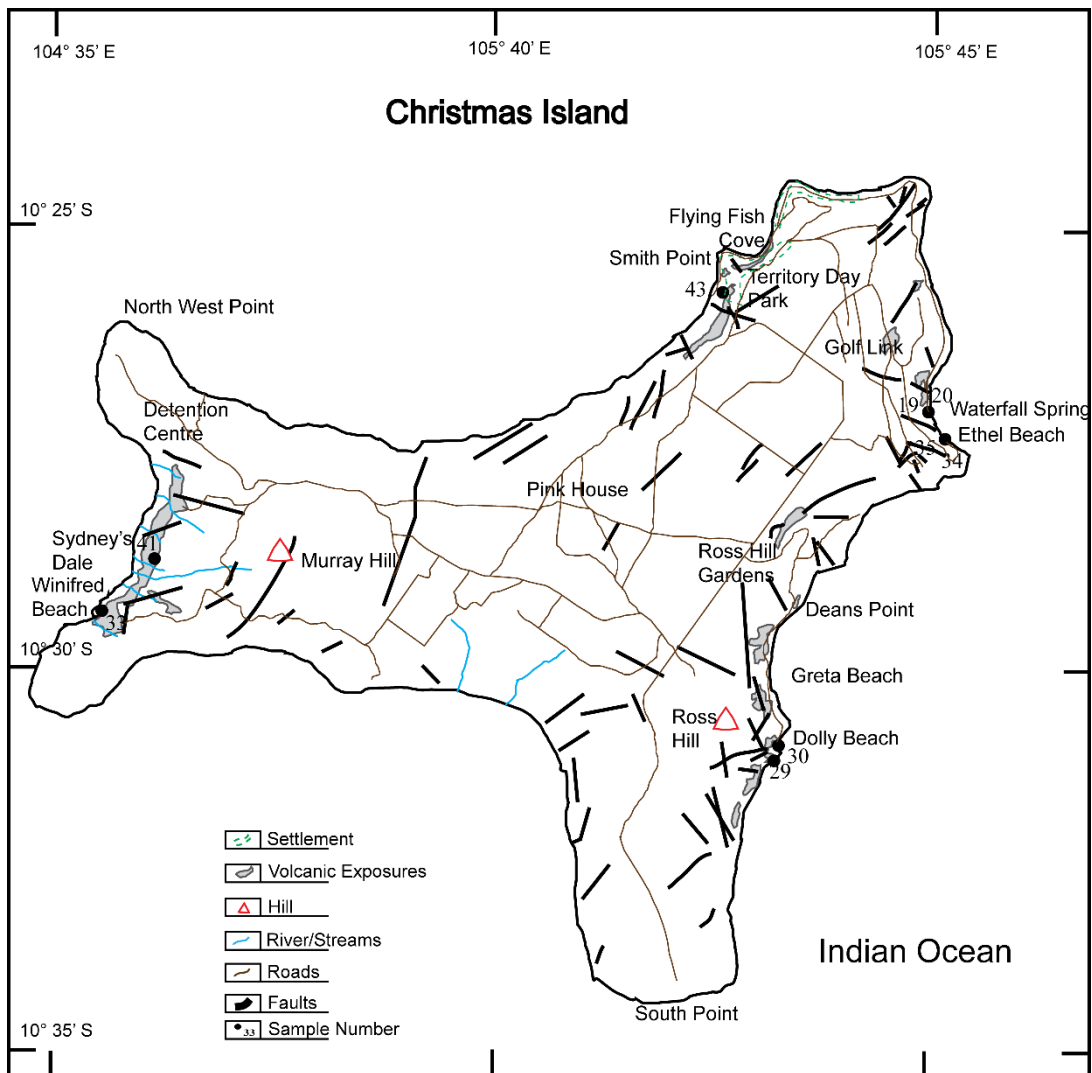 104° 35’ E
105° 40’ E
105° 45’ E
Christmas Island
10° 25’ S
Flying Fish
Cove
Smith Point
Territory Day
Park
43
North West Point
Golf Link
Detention
Centre
19
20
Waterfall Spring
Ethel Beach
35
34
Pink House
Sydney’s
Dale
41
Murray Hill
Ross Hill
Gardens
Winifred
Beach
33
Deans Point
10° 30’ S
Greta Beach
Ross
Hill
Dolly Beach
30
29
Settlement
Volcanic Exposures
Hill
River/Streams
Roads
Faults
33 Sample Number
Indian Ocean
South Point
10° 35’ S